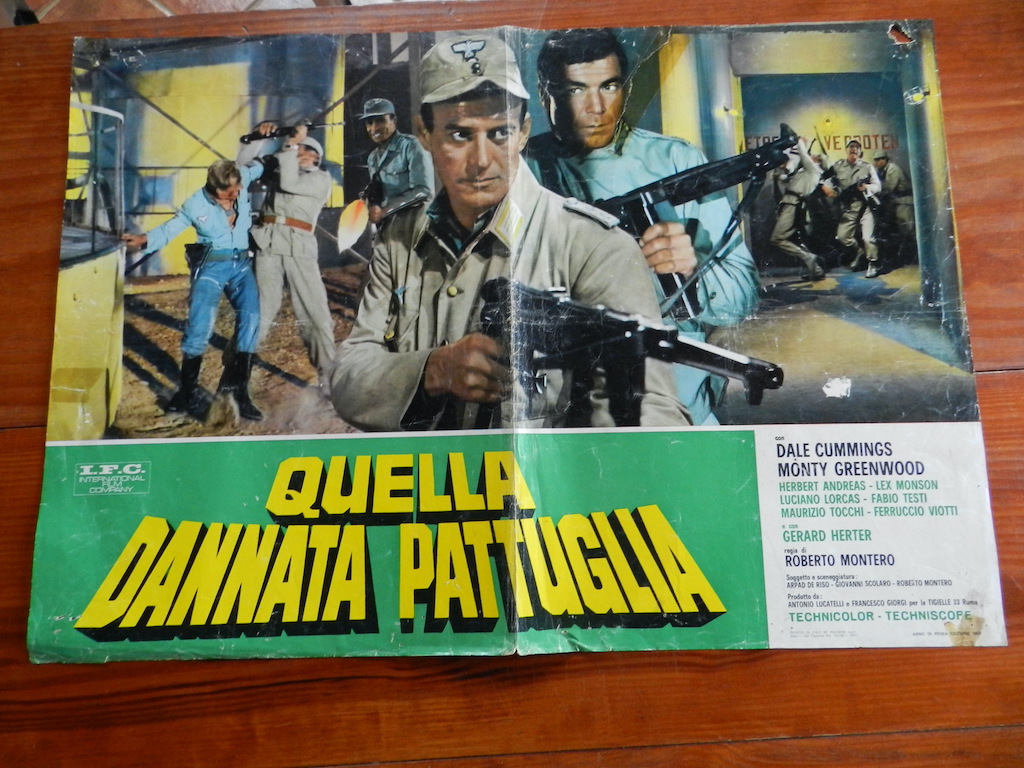 VERBOTEN
I.F.C.
INTERNATIONAL
FILM
COMPANY
QUELLA
DANNATA PATTUGLIA
con
DALE CUMMINGS
MONTY GREENWOOD
HERBERT ANDREAS - LEX MONSON
LUCIANO LORCAS - FABIO TESTI
MAURIZIO TOCCHI - FERRUCCIO VIOTTI
e con
GERARD HERTER
regia di
ROBERTO MONTERO
Soggetto e sceneggiatura:
ARPAD DE RISO - GIOVANNI SCOLARO - ROBERTO MONTERO
Prodotto da:
ANTONIO LUCATELLI e FRANCESCO GIORGI per la TIGIELLE 33 Roma
TECHNICOLOR - TECHNISCOPE